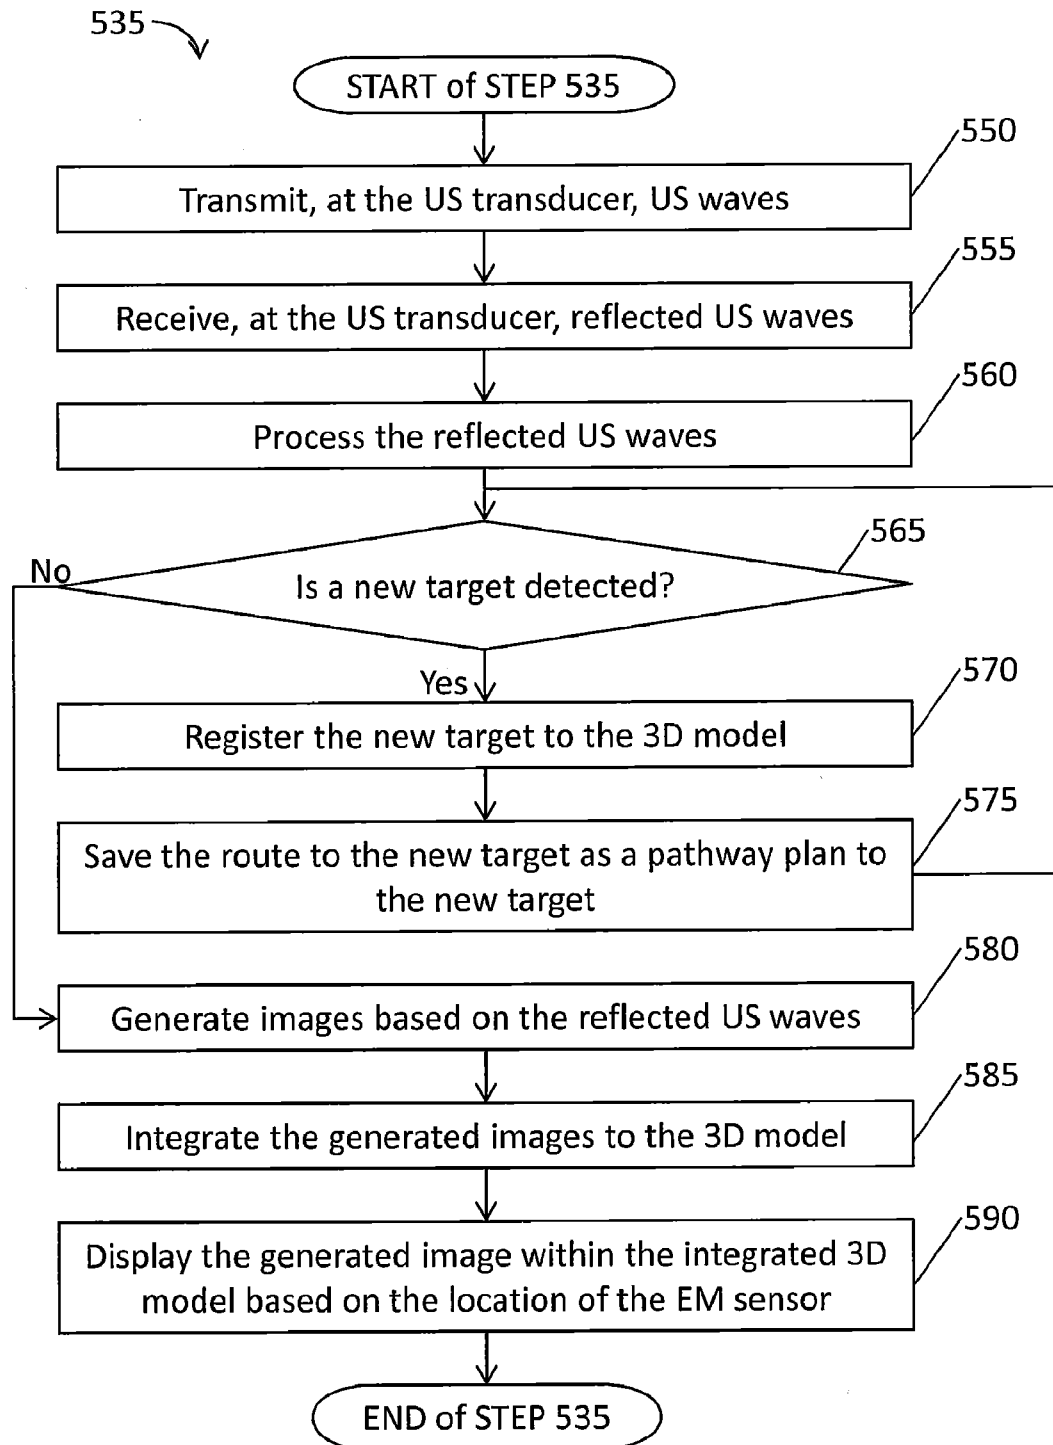 535
START of STEP 535
550
Transmit, at the US transducer, US waves
555
Receive, at the US transducer, reflected US waves
560
Process the reflected US waves
565
No
Is a new target detected?
Yes
570
Register the new target to the 3D model
575
Save the route to the new target as a pathway plan to
the new target
580
Generate images based on the reflected US waves
585
Integrate the generated images to the 3D model
590
Display the generated image within the integrated 3D
model based on the location of the EM sensor
END of STEP 535